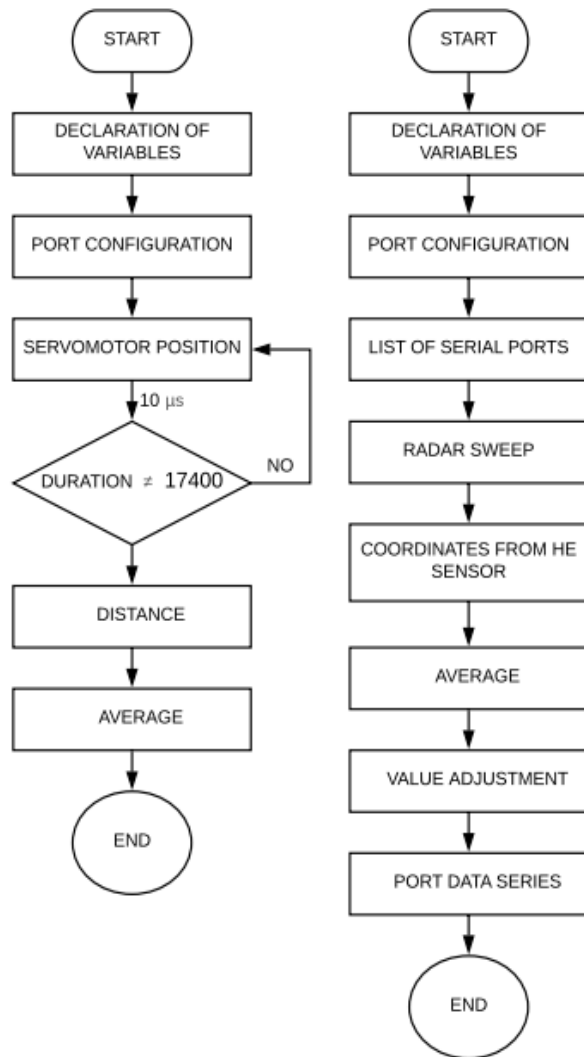 START
DECLARATION OF
VARIABLES
PORT CONFIGURATION
SERVOMOTOR POSITION
10 µs
DURATION ≠ 17400
NO
DISTANCE
AVERAGE
END
START
DECLARATION OF
VARIABLES
PORT CONFIGURATION
LIST OF SERIAL PORTS
RADAR SWEEP
COORDINATES FROM HE
SENSOR
AVERAGE
VALUE ADJUSTMENT
PORT DATA SERIES
END